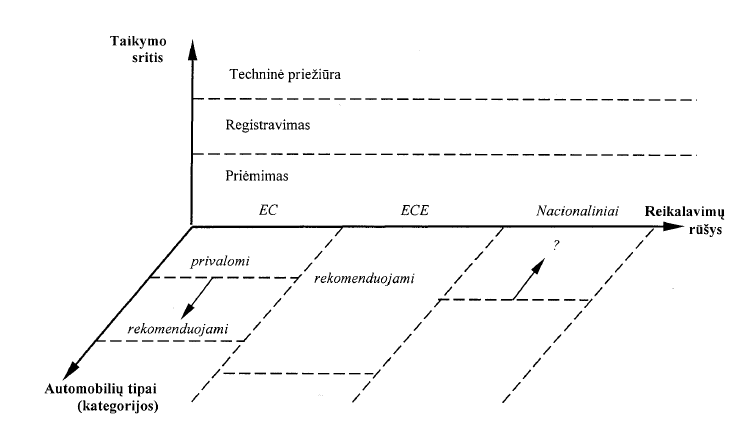 Taikymo
sritis
Techninė priežiūra
Registravimas
Priėmimas
EC
ECE
Nacionaliniai
Reikalavimų
rūšys
privalomi
?
rekomenduojami
rekomenduojami
Automobilių tipai
(kategorijos)